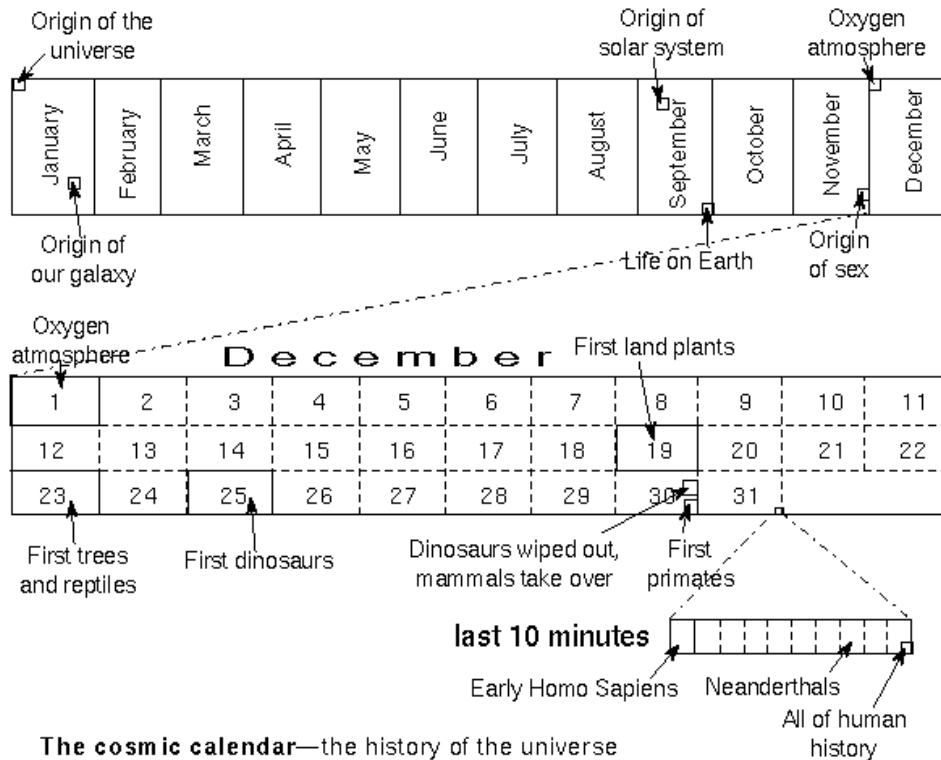 Origin of the
universe
Origin of
solar system
Oxygen
atmosphere
January
February
March
April
May
June
July
August
September
October
November
December
Origin of
our galaxy
Life on Earth
Origin
of sex
Oxygen
atmosphere
December
First land plants
1 2 3 4 5 6 7 8 9 10 11
12 13 14 15 16 17 18 19 20 21 22
23 24 25 26 27 28 29 30 31
First trees
and reptiles
First dinosaurs
Dinosaurs wiped out,
mammals take over
First
primates
last 10 minutes
Early Homo Sapiens
Neanderthals
All of human
history
The cosmic calendar—the history of the universe